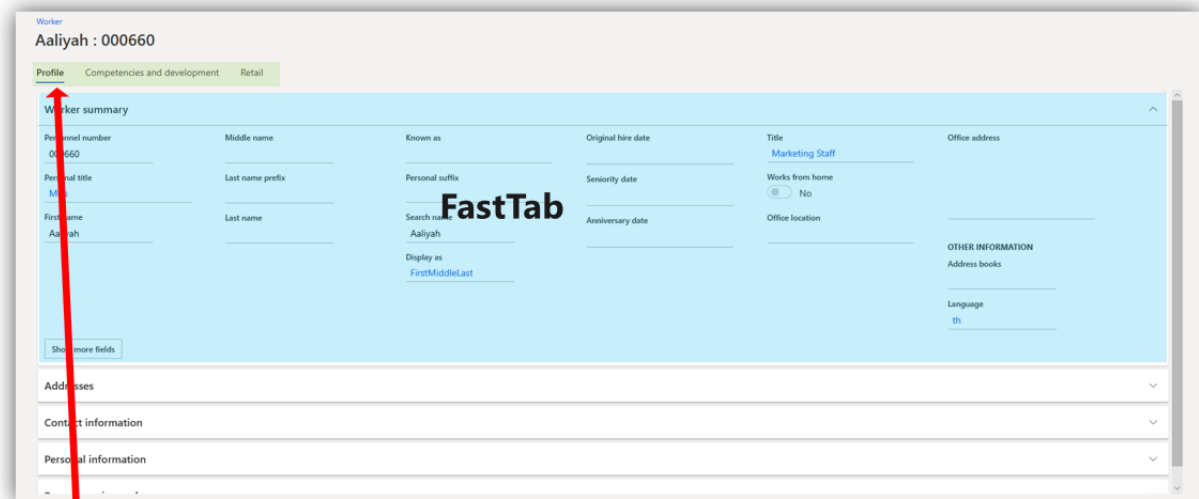 Worker
Aaliyah : 000660
Profile Competencies and development Retail
Worker summary
Personnel number Middle name Known as Original hire date Title Office address
000660 Marketing Staff
Personal title Last name prefix Personal suffix Seniority date Works from home
No
First name Last name Search name Anniversary date Office location
Aaliyah Aaliyah
FastTab
OTHER INFORMATION
Display as Address books
FirstMiddleLast
Language
th
Show more fields
Addresses
Contact information
Personal information